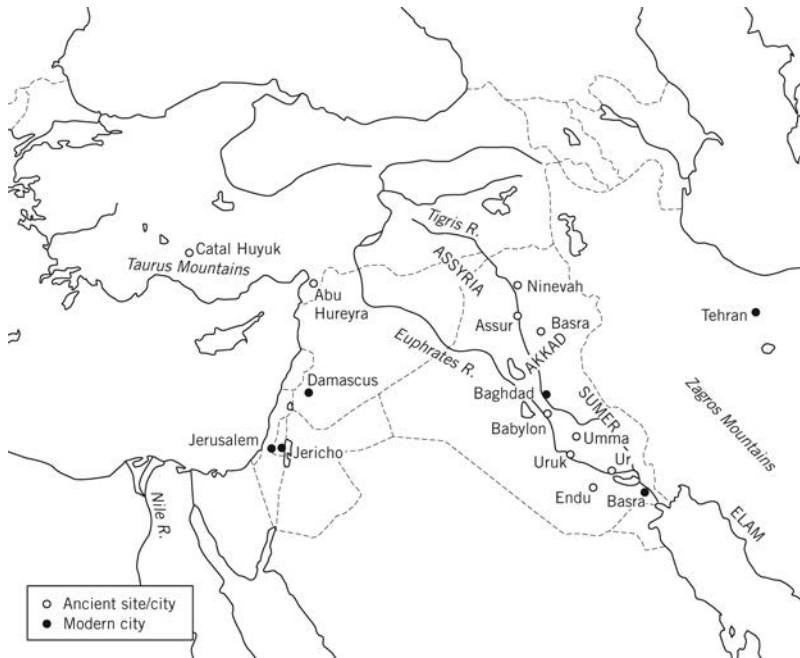 Tigris R.
Catal Huyuk
Taurus Mountains
ASSYRIA
Ninevah
Abu
Hureyra
Assur
Basra
Tehran
Euphrates R.
AKKAD
Damascus
Baghdad
SUMER
Zagros Mountains
Babylon
Jerusalem
Jericho
Umma
Uruk
Ur
Endu
Basra
Nile R.
ELAM
Ancient site/city
Modern city